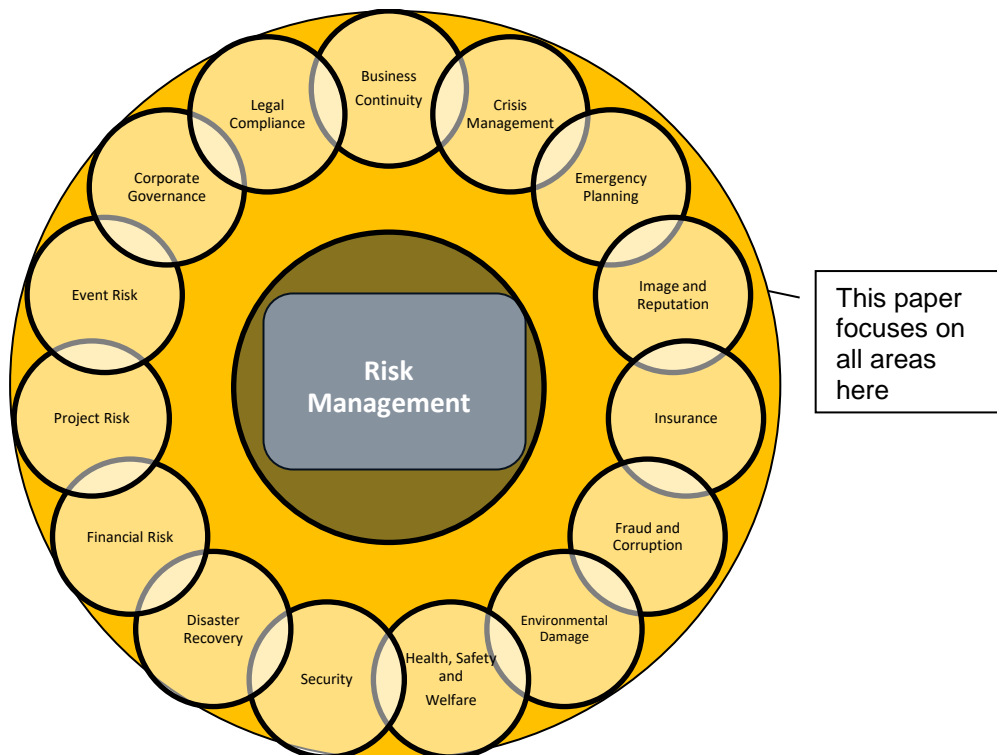 Business
Continuity
Crisis
Management
Emergency
Planning
Image and
Reputation
Insurance
Fraud and
Corruption
Environmental
Damage
Health, Safety
and
Welfare
Security
Disaster
Recovery
Financial Risk
Project Risk
Event Risk
Corporate
Governance
Legal
Compliance
Risk
Management
This paper
focuses on
all areas
here